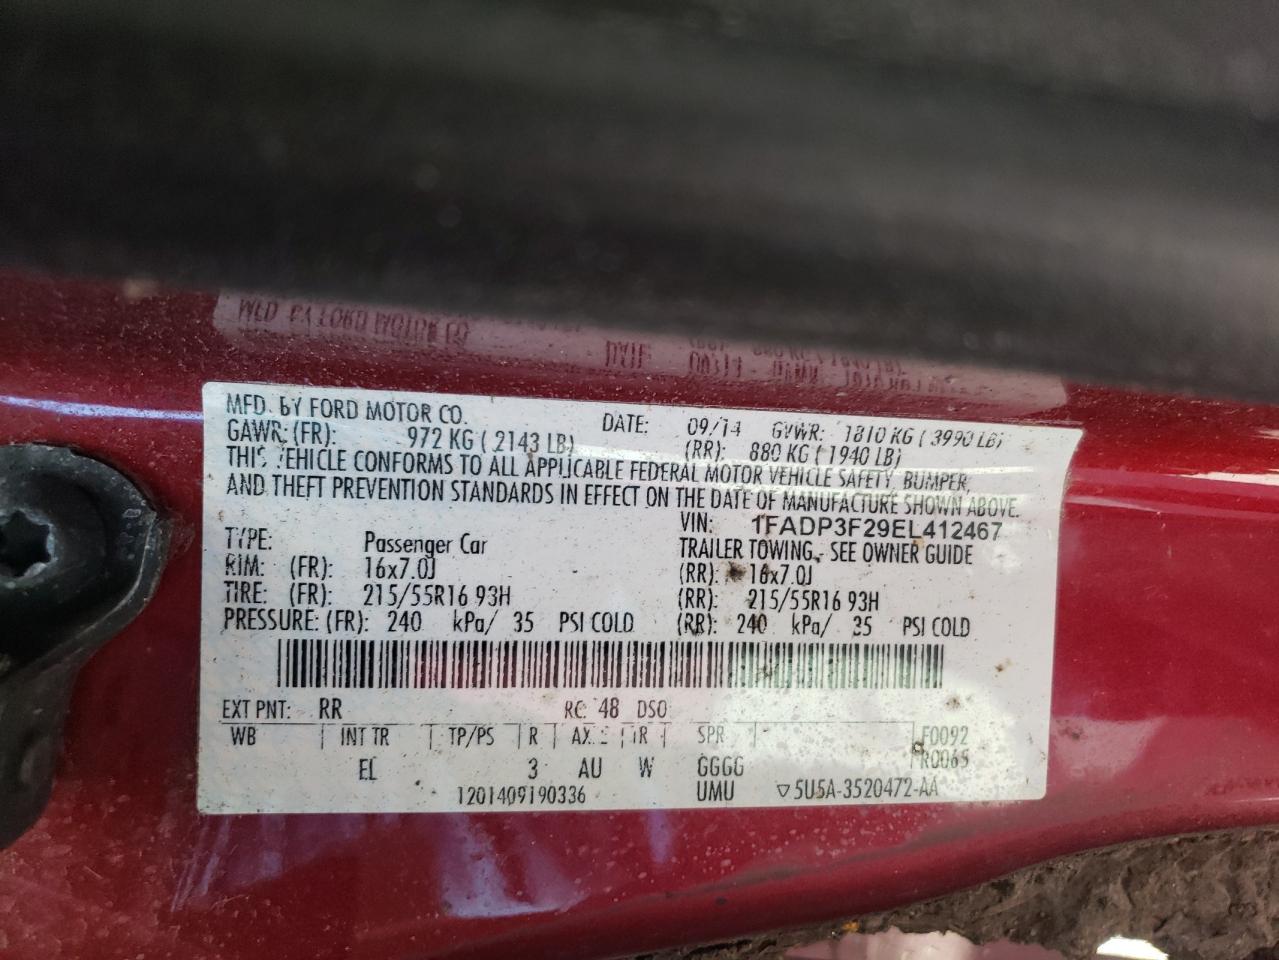 MFD. BY FORD MOTOR CO. DATE: 09/14 GVWR: 1810 KG ( 3990 LB)
GAWR: (FR): 972 KG ( 2143 LB) (RR): 880 KG ( 1940 LB)
THIS VEHICLE CONFORMS TO ALL APPLICABLE FEDERAL MOTOR VEHICLE SAFETY, BUMPER,
AND THEFT PREVENTION STANDARDS IN EFFECT ON THE DATE OF MANUFACTURE SHOWN ABOVE.
VIN: 1FADP3F29EL412467
TYPE: Passenger Car TRAILER TOWING - SEE OWNER GUIDE
RIM: (FR): 16x7.0J (RR): 16x7.0J
TIRE: (FR): 215/55R16 93H (RR): 215/55R16 93H
PRESSURE: (FR): 240 kPa/ 35 PSI COLD (RR): 240 kPa/ 35 PSI COLD
EXT PNT: RR RC: 48 DSO
WB INT TR TP/PS R AXLE TR SPR F0092
EL 3 AU W GGGG R0065
1201409190336 UMU ▽5U5A-3520472-AA